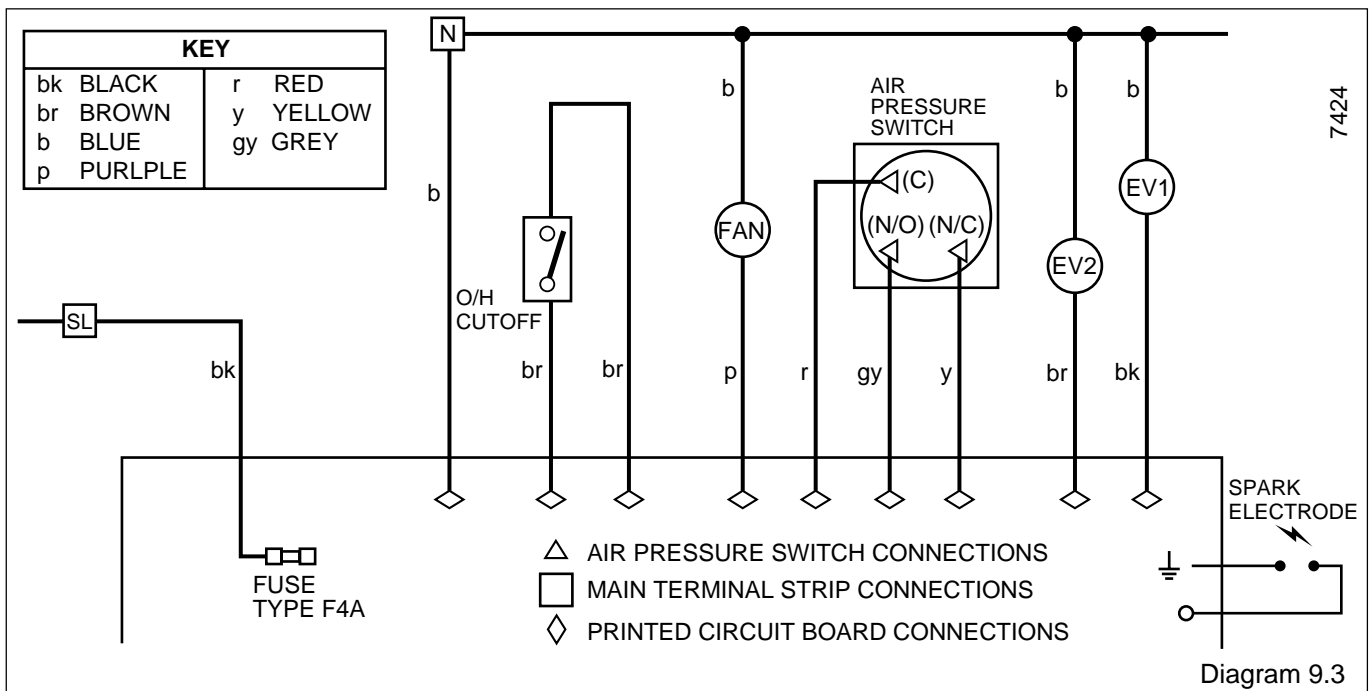 KEY
bk BLACK
br BROWN
b BLUE
p PURLPLE
r RED
y YELLOW
gy GREY
N
b
b
AIR
PRESSURE
SWITCH
b
b
7424
(C)
(N/O) (N/C)
FAN
EV1
EV2
O/H
CUTOFF
SL
bk
br
br
p
r
gy
y
br
bk
SPARK
ELECTRODE
FUSE
TYPE F4A
AIR PRESSURE SWITCH CONNECTIONS
MAIN TERMINAL STRIP CONNECTIONS
PRINTED CIRCUIT BOARD CONNECTIONS
Diagram 9.3